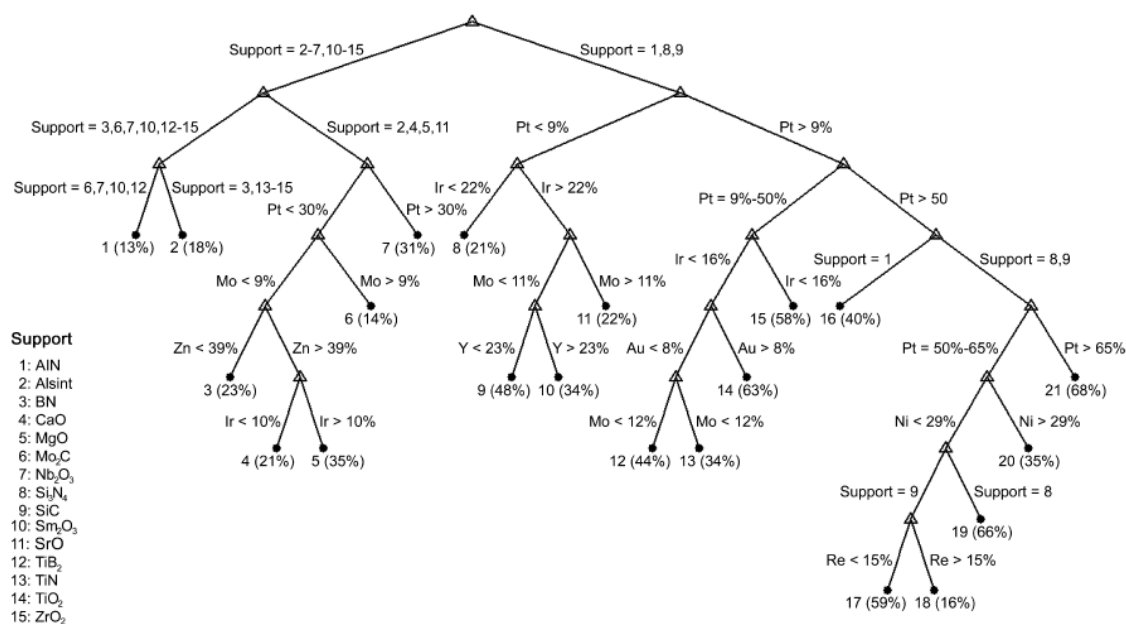 Support = 2-7,10-15
Support = 1,8,9
Support = 3,6,7,10,12-15
Support = 2,4,5,11
Pt < 9%
Pt > 9%
Support = 6,7,10,12
Support = 3,13-15
Pt < 30%
Pt > 30%
Ir < 22%
Ir > 22%
Pt = 9%-50%
Pt > 50
1 (13%)
2 (18%)
7 (31%)
8 (21%)
Mo < 9%
Mo > 9%
Mo < 11%
Mo > 11%
Ir < 16%
Ir < 16%
Support = 1
Support = 8,9
6 (14%)
11 (22%)
15 (58%)
16 (40%)
Zn < 39%
Zn > 39%
Y < 23%
Y > 23%
Au < 8%
Au > 8%
Pt = 50%-65%
Pt > 65%
3 (23%)
9 (48%)
10 (34%)
14 (63%)
21 (68%)
Ir < 10%
Ir > 10%
Mo < 12%
Mo < 12%
Ni < 29%
Ni > 29%
4 (21%)
5 (35%)
12 (44%)
13 (34%)
20 (35%)
Support = 9
Support = 8
19 (66%)
Re < 15%
Re > 15%
17 (59%)
18 (16%)
Support
1: AlN
2: Alsint
3: BN
4: CaO
5: MgO
6: Mo₂C
7: Nb₂O₃
8: Si₃N₄
9: SiC
10: Sm₂O₃
11: SrO
12: TiB₂
13: TiN
14: TiO₂
15: ZrO₂